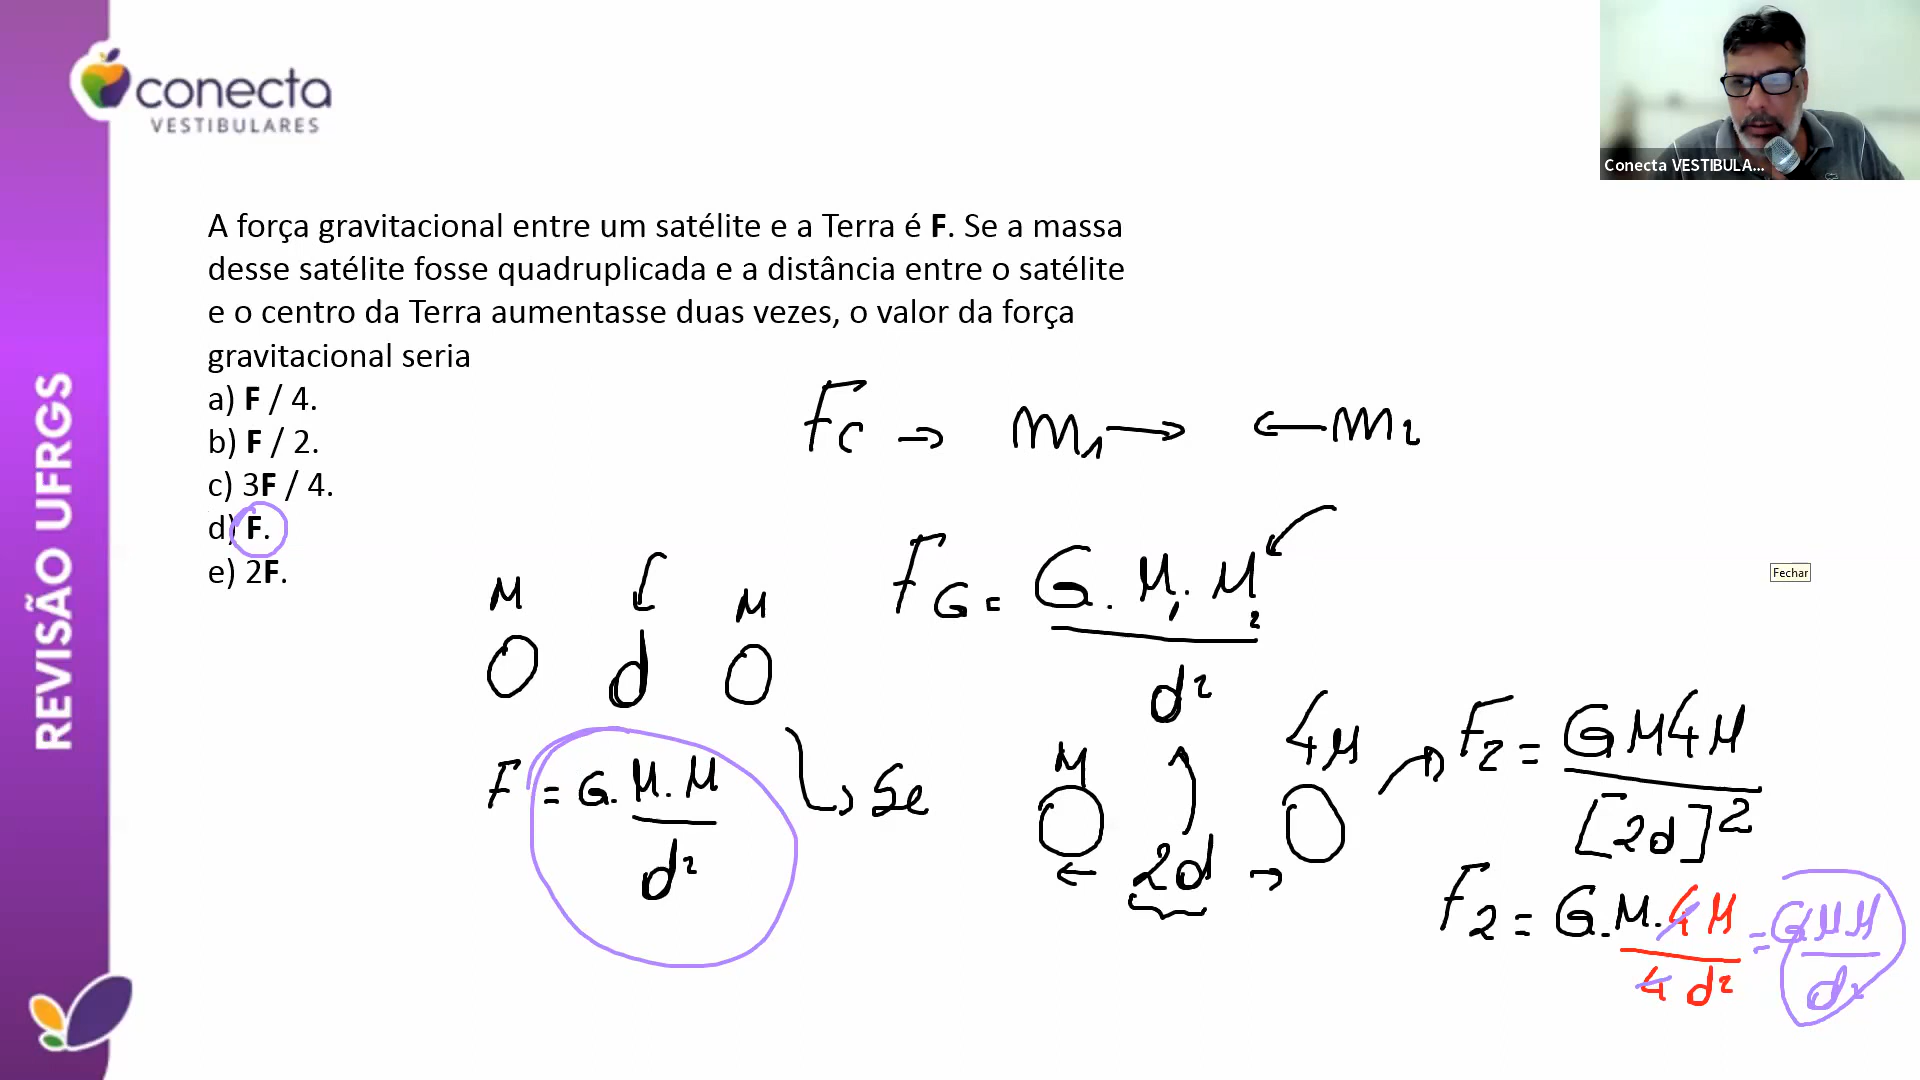 conecta
VESTIBULARES
Conecta VESTIBULA...
REVISÃO UFRGS
A força gravitacional entre um satélite e a Terra é F. Se a massa
desse satélite fosse quadruplicada e a distância entre o satélite
e o centro da Terra aumentasse duas vezes, o valor da força
gravitacional seria
a) F / 4.
b) F / 2.
c) 3F / 4.
d) F.
e) 2F.
Fc → m₁ → ← m₂
F_G = G.M₁.M₂
d²
Fechar
M d M
F = G.M.M
d²
Se
M 4M
← 2d →
F₂ = GM4M
[2d]²
F₂ = G.M.4M = GMM
4d² d²